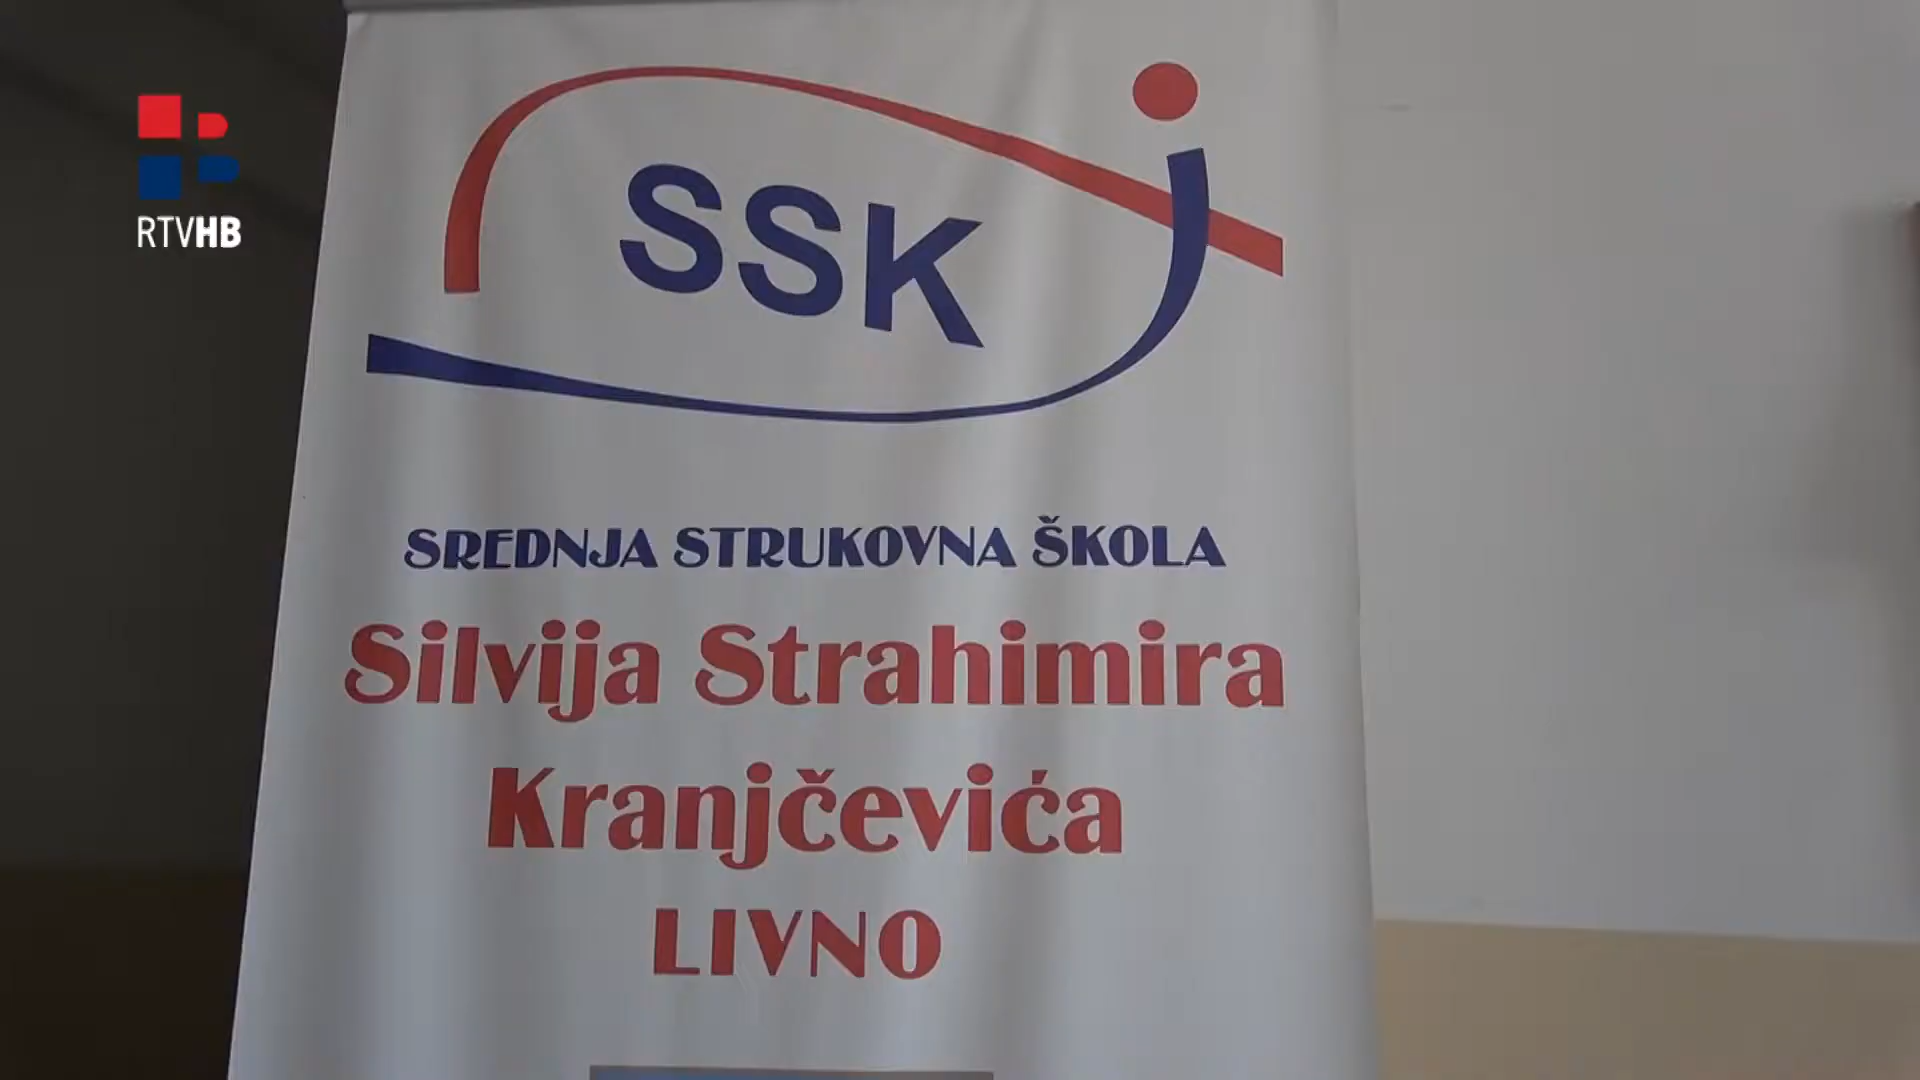 RTVHB
SSK
SREDNJA STRUKOVNA ŠKOLA
Silvija Strahimira
Kranjčevića
LIVNO